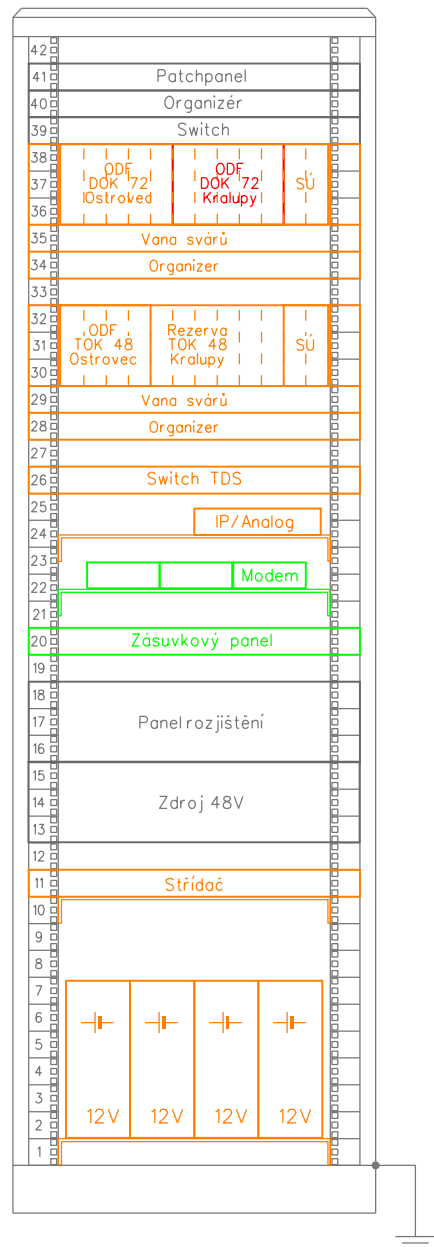 42
41 Patchpanel
40 Organizér
39 Switch
38
37
36
ODF
DOK 72
Ostroved
ODF
DOK 72
Kralupy
SÚ
35 Vana svárů
34 Organizer
33
32
31
30
ODF
TOK 48
Ostrovec
Rezerva
TOK 48
Kralupy
SÚ
29 Vana svárů
28 Organizer
27
26 Switch TDS
25
24
IP/Analog
23
22
Modem
21
20 Zásuvkový panel
19
18
17 Panel rozjištění
16
15
14 Zdroj 48V
13
12
11 Střídač
10
9
8
7
6
5
4
3
2
12V 12V 12V 12V
1